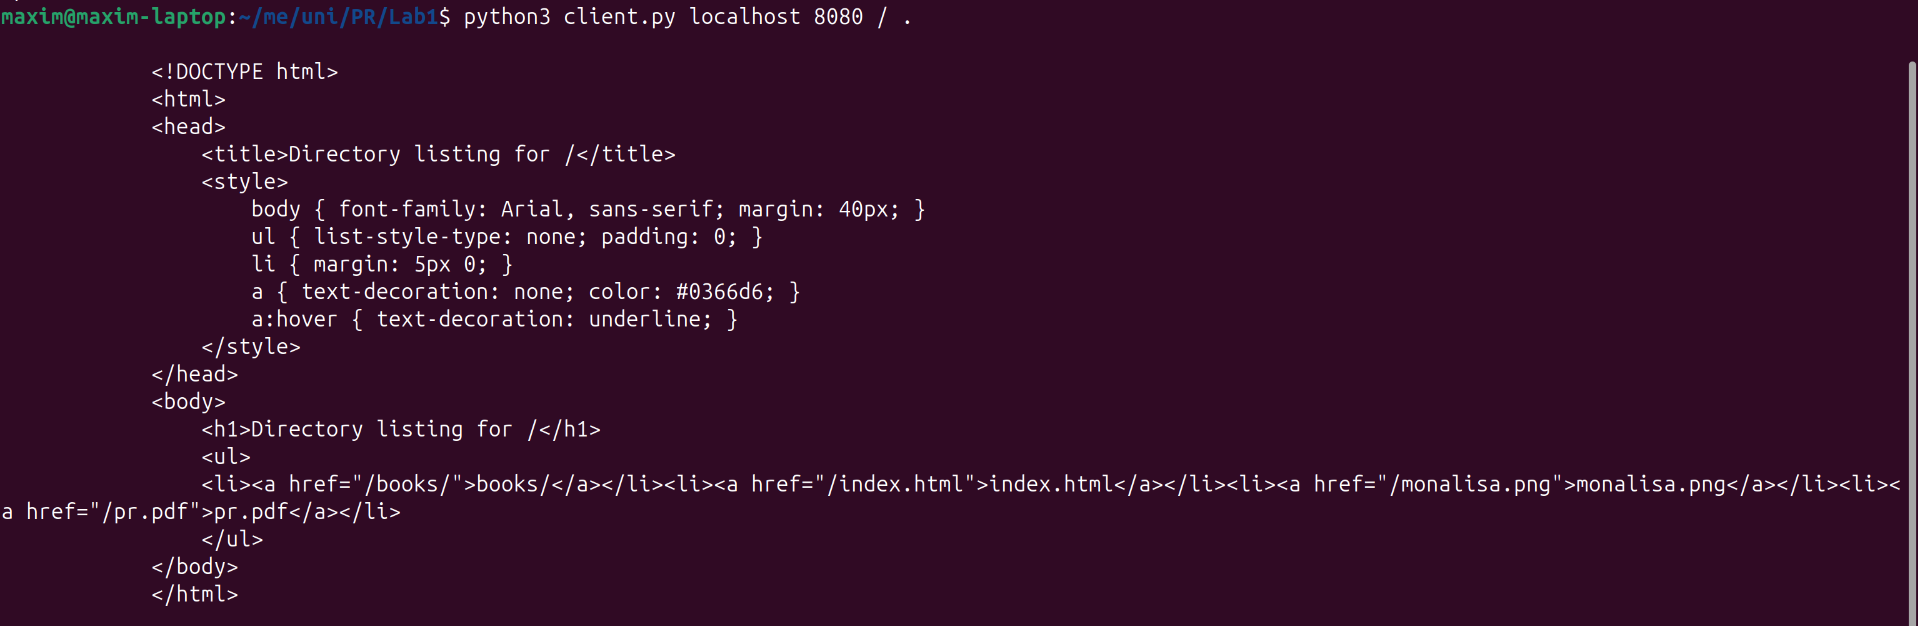 maxim@maxim-laptop:~/me/uni/PR/Lab1$ python3 client.py localhost 8080 / .
<!DOCTYPE html>
<html>
<head>
<title>Directory listing for /</title>
<style>
body { font-family: Arial, sans-serif; margin: 40px; }
ul { list-style-type: none; padding: 0; }
li { margin: 5px 0; }
a { text-decoration: none; color: #0366d6; }
a:hover { text-decoration: underline; }
</style>
</head>
<body>
<h1>Directory listing for /</h1>
<ul>
<li><a href="/books/">books/</a></li><li><a href="/index.html">index.html</a></li><li><a href="/monalisa.png">monalisa.png</a></li><li><
a href="/pr.pdf">pr.pdf</a></li>
</ul>
</body>
</html>